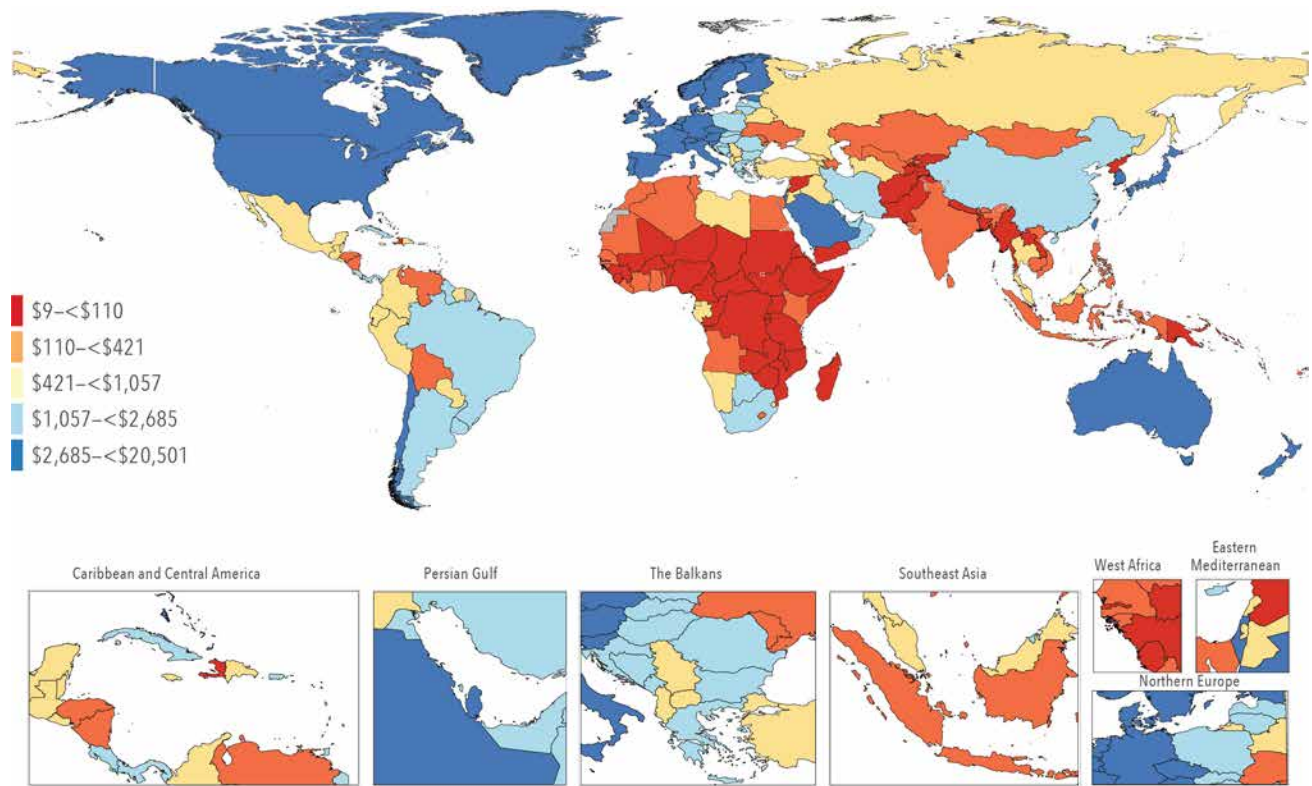 $9–<$110
$110–<$421
$421–<$1,057
$1,057–<$2,685
$2,685–<$20,501
Caribbean and Central America
Persian Gulf
The Balkans
Southeast Asia
West Africa
Eastern
Mediterranean
Northern Europe